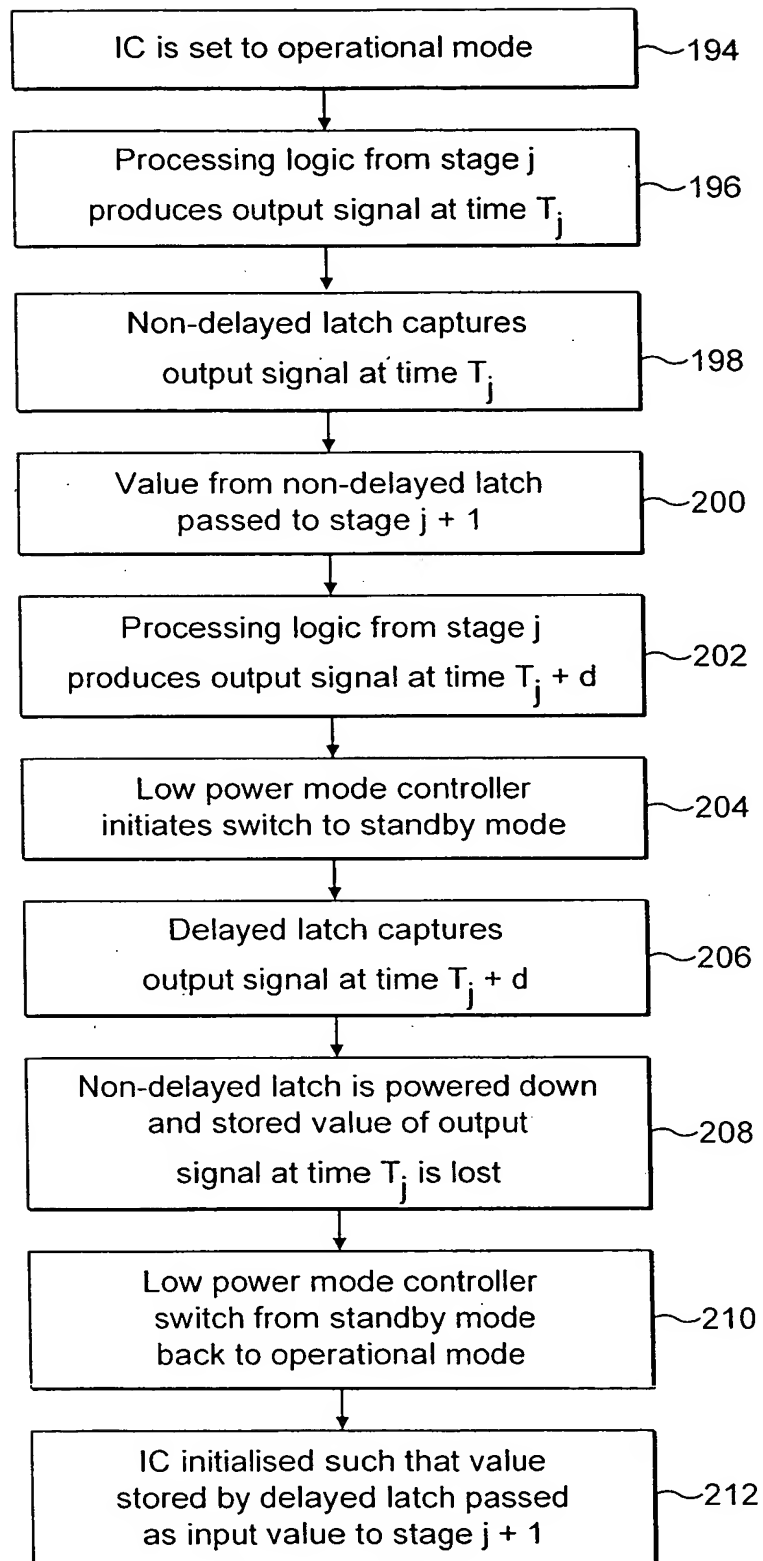 IC is set to operational mode
194
Processing logic from stage j
produces output signal at time Tj
196
Non-delayed latch captures
output signal at time Tj
198
Value from non-delayed latch
passed to stage j + 1
200
Processing logic from stage j
produces output signal at time Tj + d
202
Low power mode controller
initiates switch to standby mode
204
Delayed latch captures
output signal at time Tj + d
206
Non-delayed latch is powered down
and stored value of output
signal at time Tj is lost
208
Low power mode controller
switch from standby mode
back to operational mode
210
IC initialised such that value
stored by delayed latch passed
as input value to stage j + 1
212